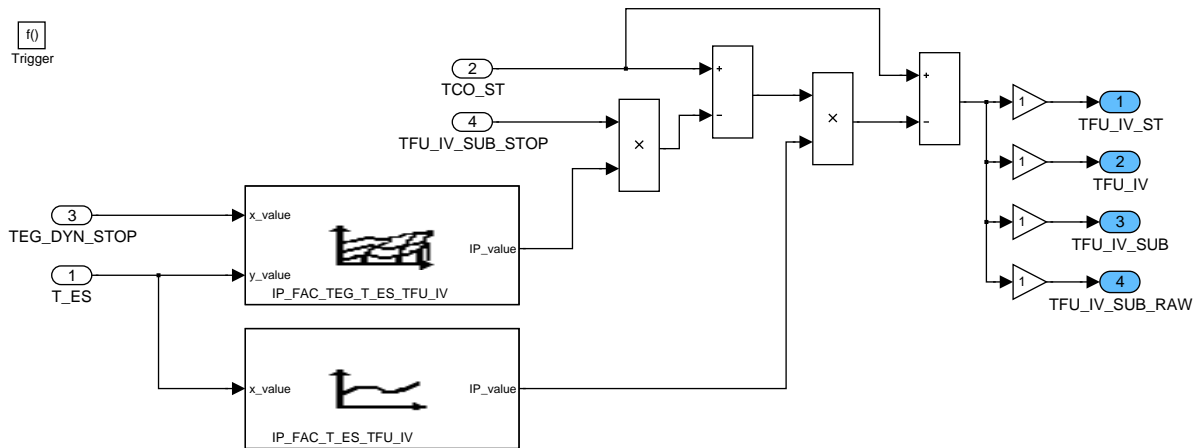 f()
Trigger
2
TCO_ST
4
TFU_IV_SUB_STOP
+
−
×
×
+
−
1
1
TFU_IV_ST
1
2
TFU_IV
1
3
TFU_IV_SUB
1
4
TFU_IV_SUB_RAW
3
TEG_DYN_STOP
1
T_ES
x_value
y_value
IP_value
IP_FAC_TEG_T_ES_TFU_IV
x_value
IP_value
IP_FAC_T_ES_TFU_IV